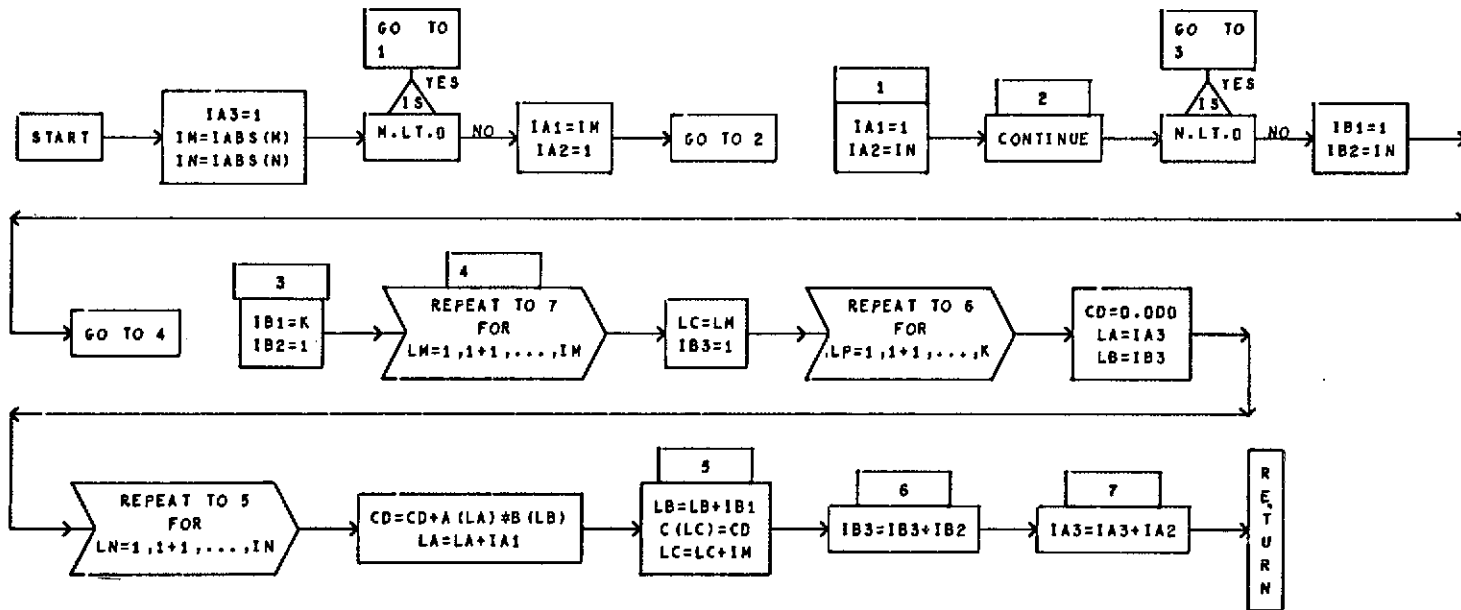 GO TO
1
YES
IS
START
IA3=1
IM=IABS(M)
IN=IABS(N)
M.LT.0
NO
IA1=IM
IA2=1
GO TO 2
1
IA1=1
IA2=IN
2
CONTINUE
GO TO
3
YES
IS
N.LT.0
NO
IB1=1
IB2=IN
GO TO 4
3
IB1=K
IB2=1
4
REPEAT TO 7
FOR
LM=1,1+1,...,IM
LC=LM
IB3=1
REPEAT TO 6
FOR
LP=1,1+1,...,K
CD=0.0D0
LA=IA3
LB=IB3
REPEAT TO 5
FOR
LN=1,1+1,...,IN
CD=CD+A(LA)*B(LB)
LA=LA+IA1
5
LB=LB+IB1
C(LC)=CD
LC=LC+IM
6
IB3=IB3+IB2
7
IA3=IA3+IA2
RETURN